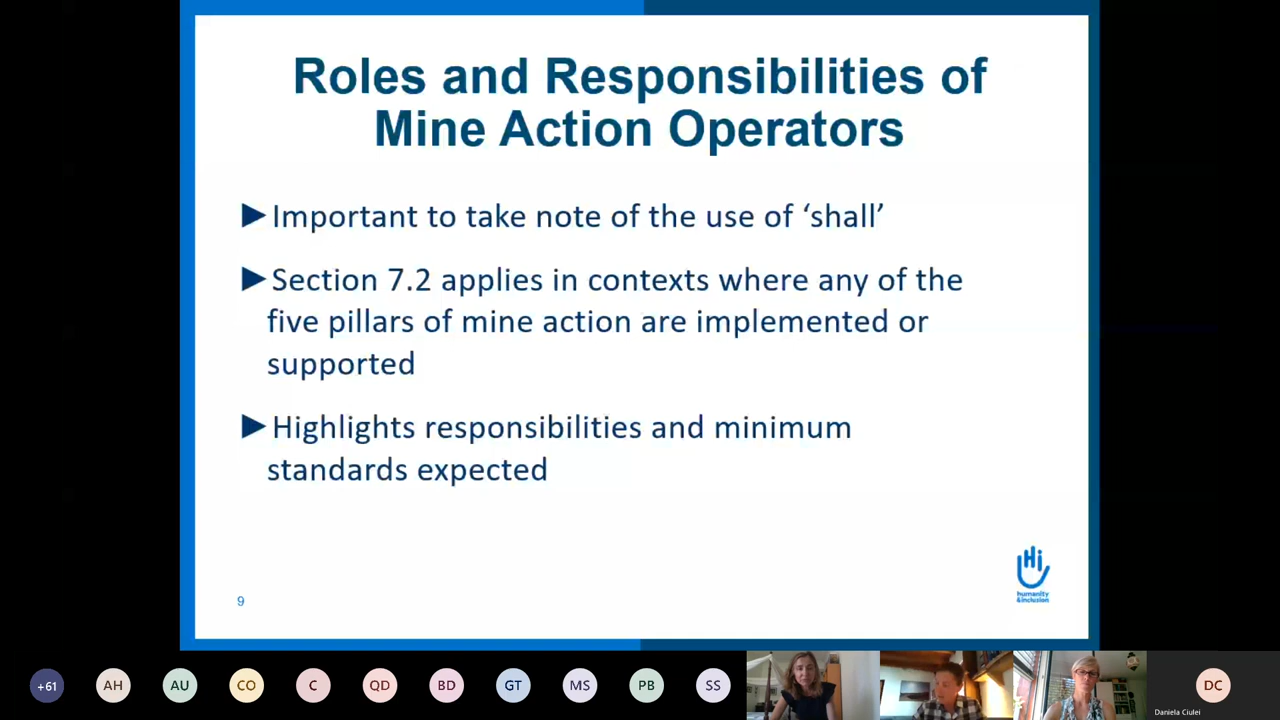 Roles and Responsibilities of
Mine Action Operators
►Important to take note of the use of ‘shall’
►Section 7.2 applies in contexts where any of the
five pillars of mine action are implemented or
supported
►Highlights responsibilities and minimum
standards expected
Hi
humanity
&inclusion
9
+61
AH
AU
CO
C
QD
BD
GT
MS
PB
SS
DC
Daniela Ciulei